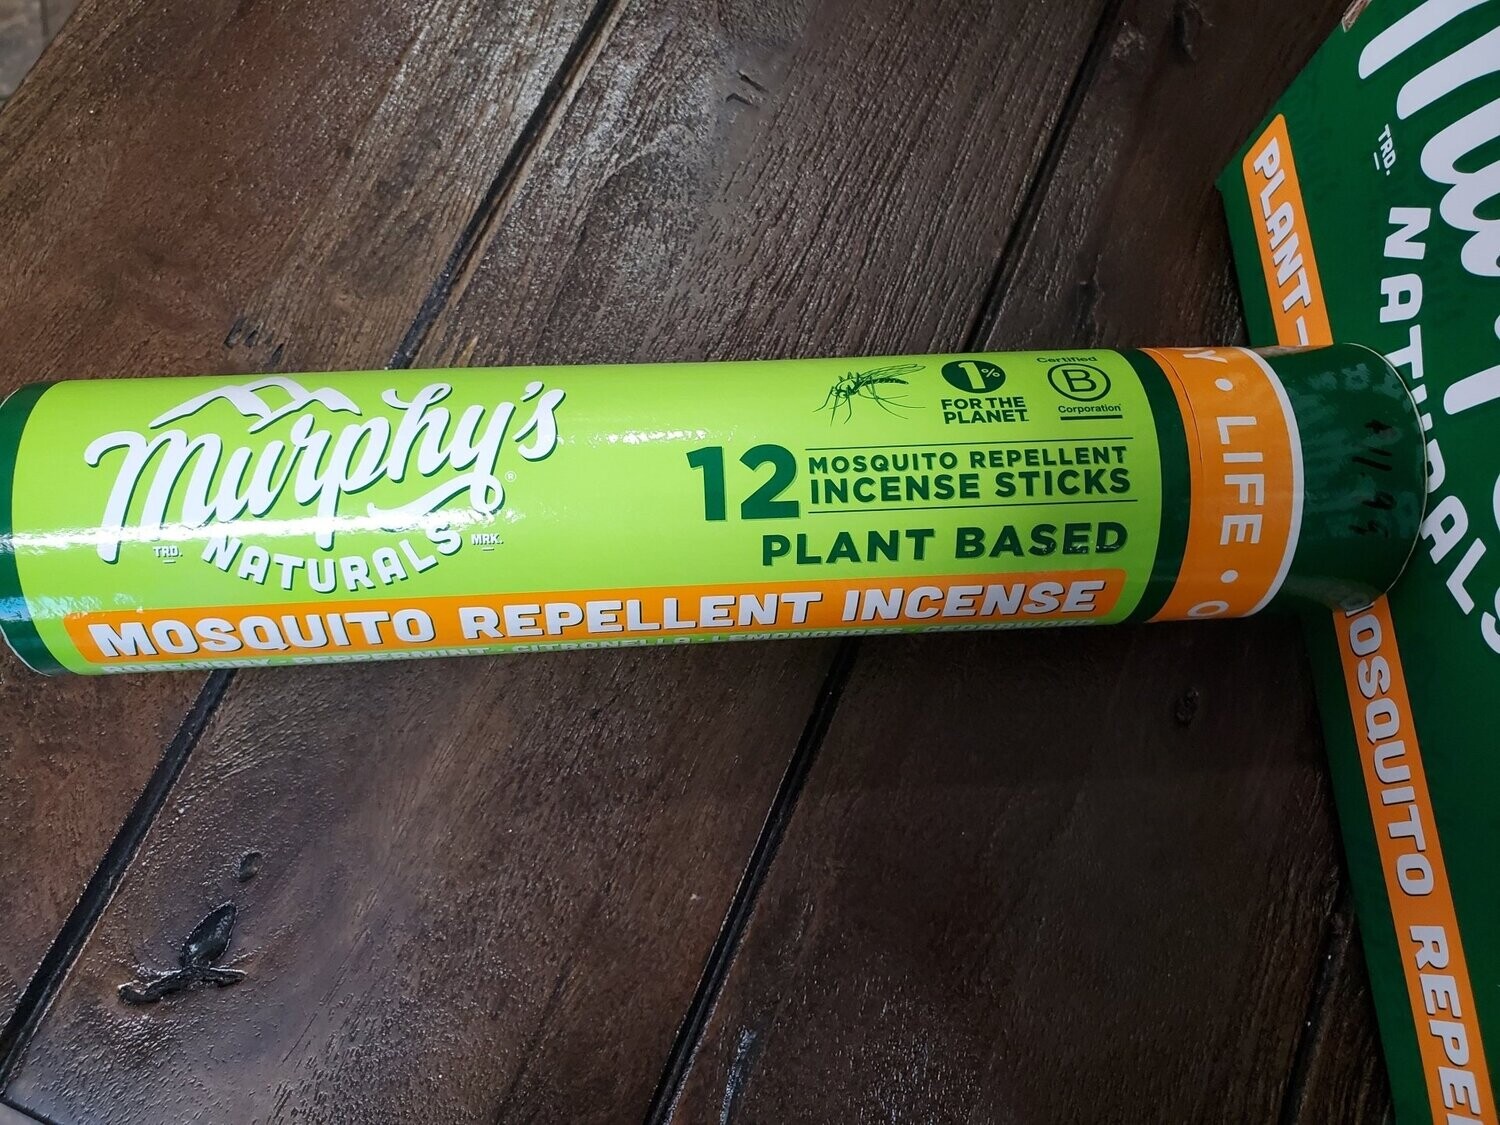 Murphy's
TRD. NATURALS MRK.
MOSQUITO REPELLENT INCENSE
1%
FOR THE
PLANET
Certified
B
Corporation
12 MOSQUITO REPELLENT
INCENSE STICKS
PLANT BASED
• LIFE •
TRD.
NATURALS
PLANT-
MOSQUITO REPE